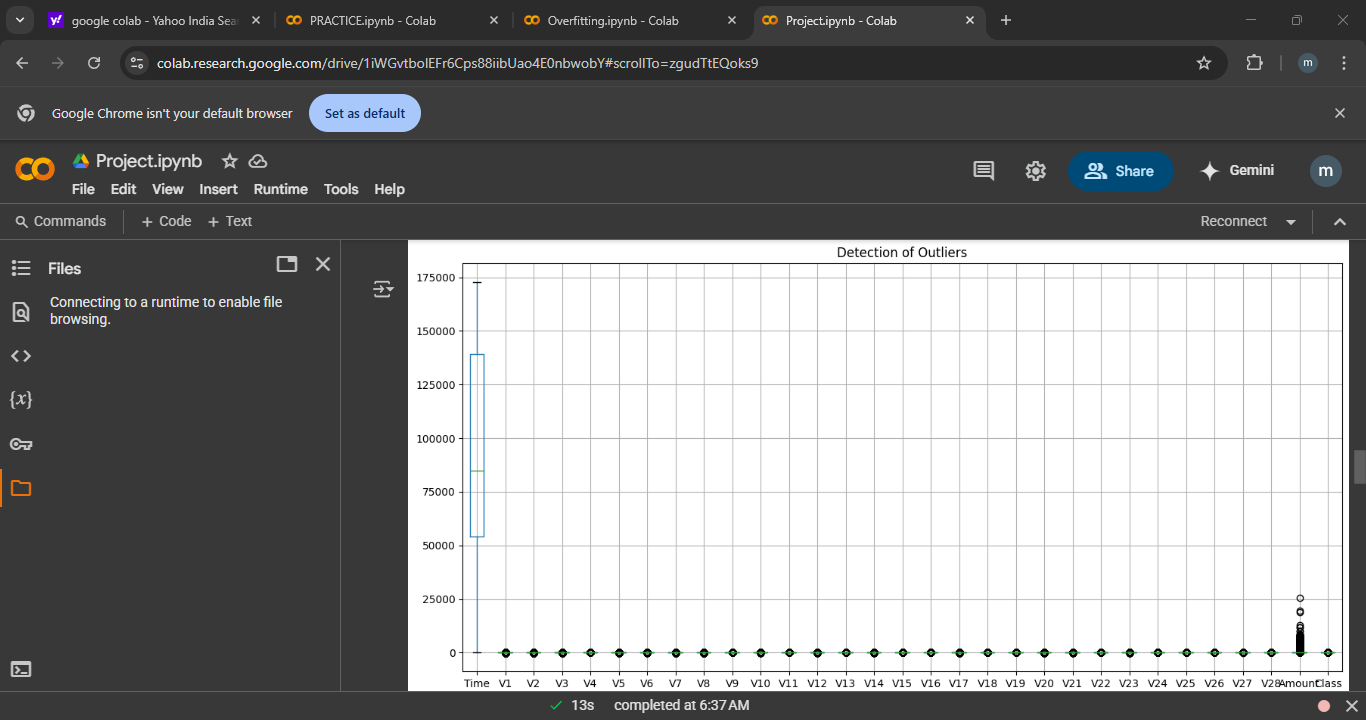 google colab - Yahoo India Sea
PRACTICE.ipynb - Colab
Overfitting.ipynb - Colab
Project.ipynb - Colab
colab.research.google.com/drive/1iWGvtbolEFr6Cps88iibUao4E0nbwobY#scrollTo=zgudTtEQoks9
m
Google Chrome isn't your default browser
Set as default
Project.ipynb
File Edit View Insert Runtime Tools Help
Share
Gemini
m
Commands
+ Code + Text
Reconnect
Files
Connecting to a runtime to enable file
browsing.
{x}
Detection of Outliers
175000
150000
125000
100000
75000
50000
25000
0
Time V1 V2 V3 V4 V5 V6 V7 V8 V9 V10 V11 V12 V13 V14 V15 V16 V17 V18 V19 V20 V21 V22 V23 V24 V25 V26 V27 V28 Amount Class
13s completed at 6:37 AM